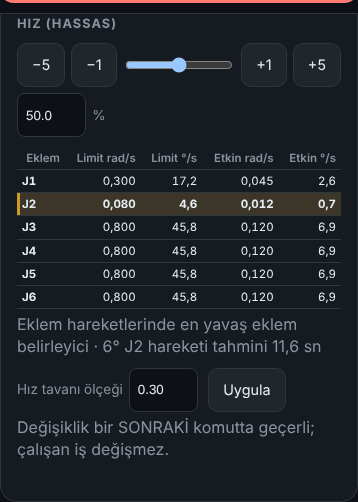 HIZ (HASSAS)
−5 −1 +1 +5
50.0 %
Eklem Limit rad/s Limit °/s Etkin rad/s Etkin °/s
J1 0,300 17,2 0,045 2,6
J2 0,080 4,6 0,012 0,7
J3 0,800 45,8 0,120 6,9
J4 0,800 45,8 0,120 6,9
J5 0,800 45,8 0,120 6,9
J6 0,800 45,8 0,120 6,9
Eklem hareketlerinde en yavaş eklem
belirleyici · 6° J2 hareketi tahmini 11,6 sn
Hız tavanı ölçeği 0.30 Uygula
Değişiklik bir SONRAKİ komutta geçerli;
çalışan iş değişmez.